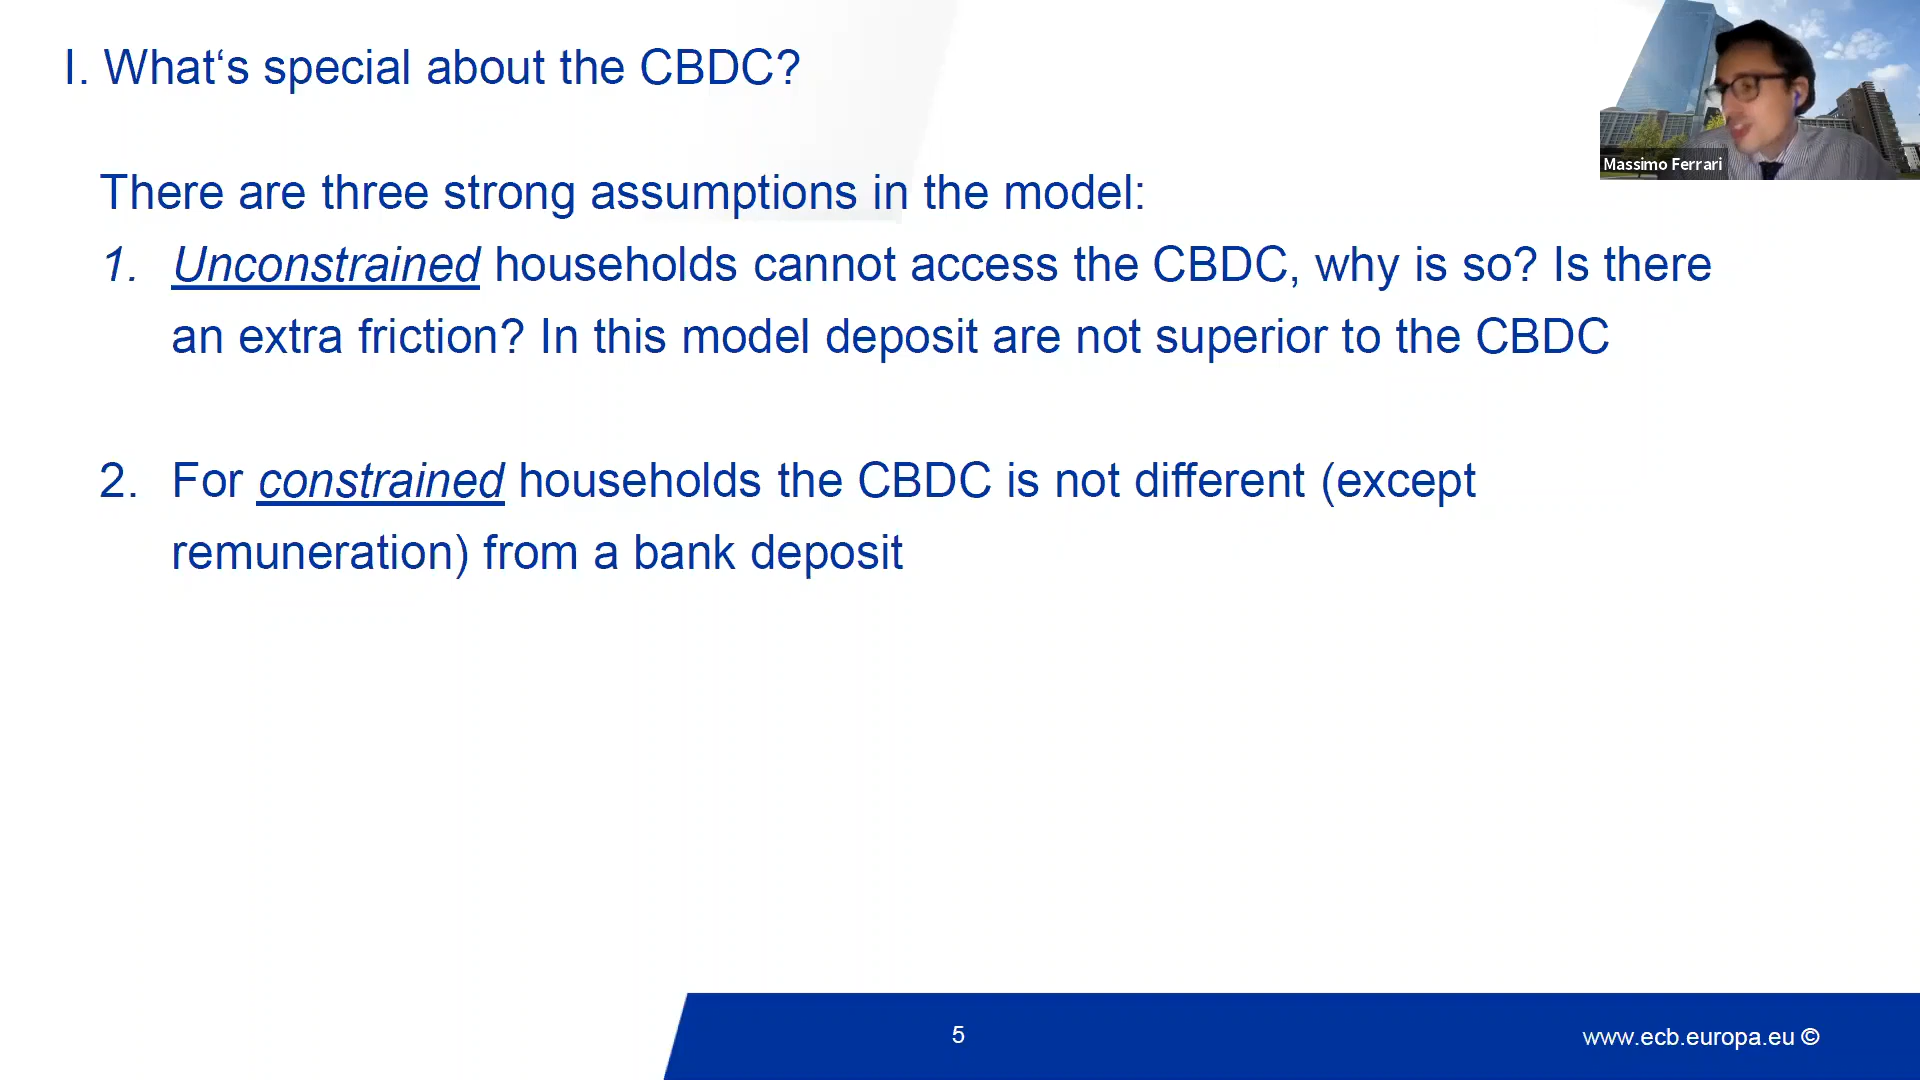 I. What‘s special about the CBDC?
There are three strong assumptions in the model:
1. Unconstrained households cannot access the CBDC, why is so? Is there
an extra friction? In this model deposit are not superior to the CBDC
2. For constrained households the CBDC is not different (except
remuneration) from a bank deposit
Massimo Ferrari
5
www.ecb.europa.eu ©